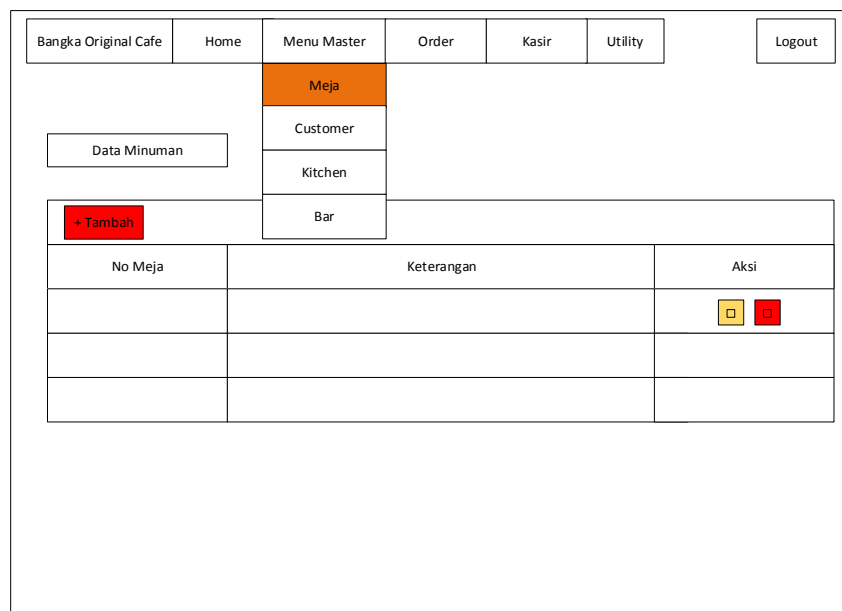 Bangka Original Cafe Home Menu Master Order Kasir Utility Logout
Meja
Customer
Data Minuman
Kitchen
+ Tambah
Bar
No Meja Keterangan Aksi